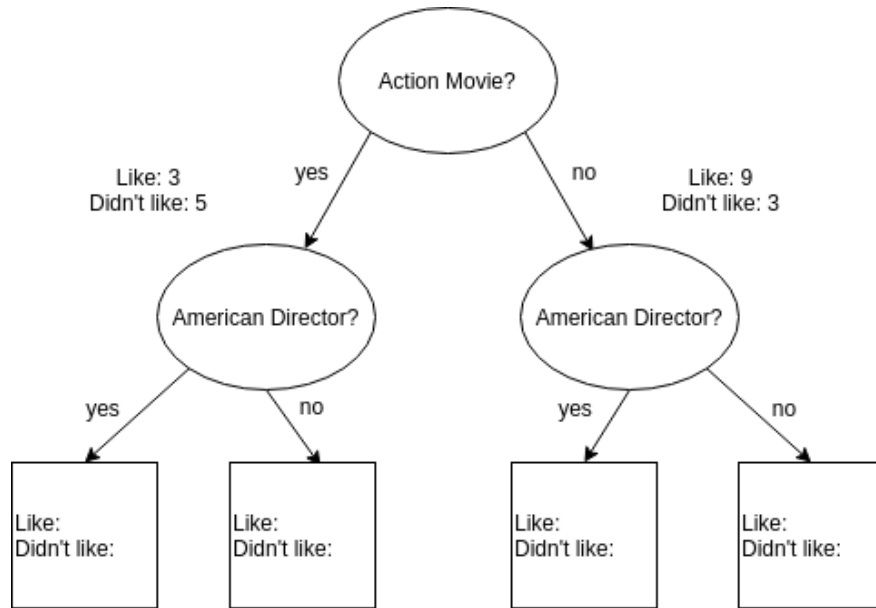 Action Movie?
yes
no
Like: 3
Didn't like: 5
Like: 9
Didn't like: 3
American Director?
American Director?
yes
no
yes
no
Like:
Didn't like:
Like:
Didn't like:
Like:
Didn't like:
Like:
Didn't like: